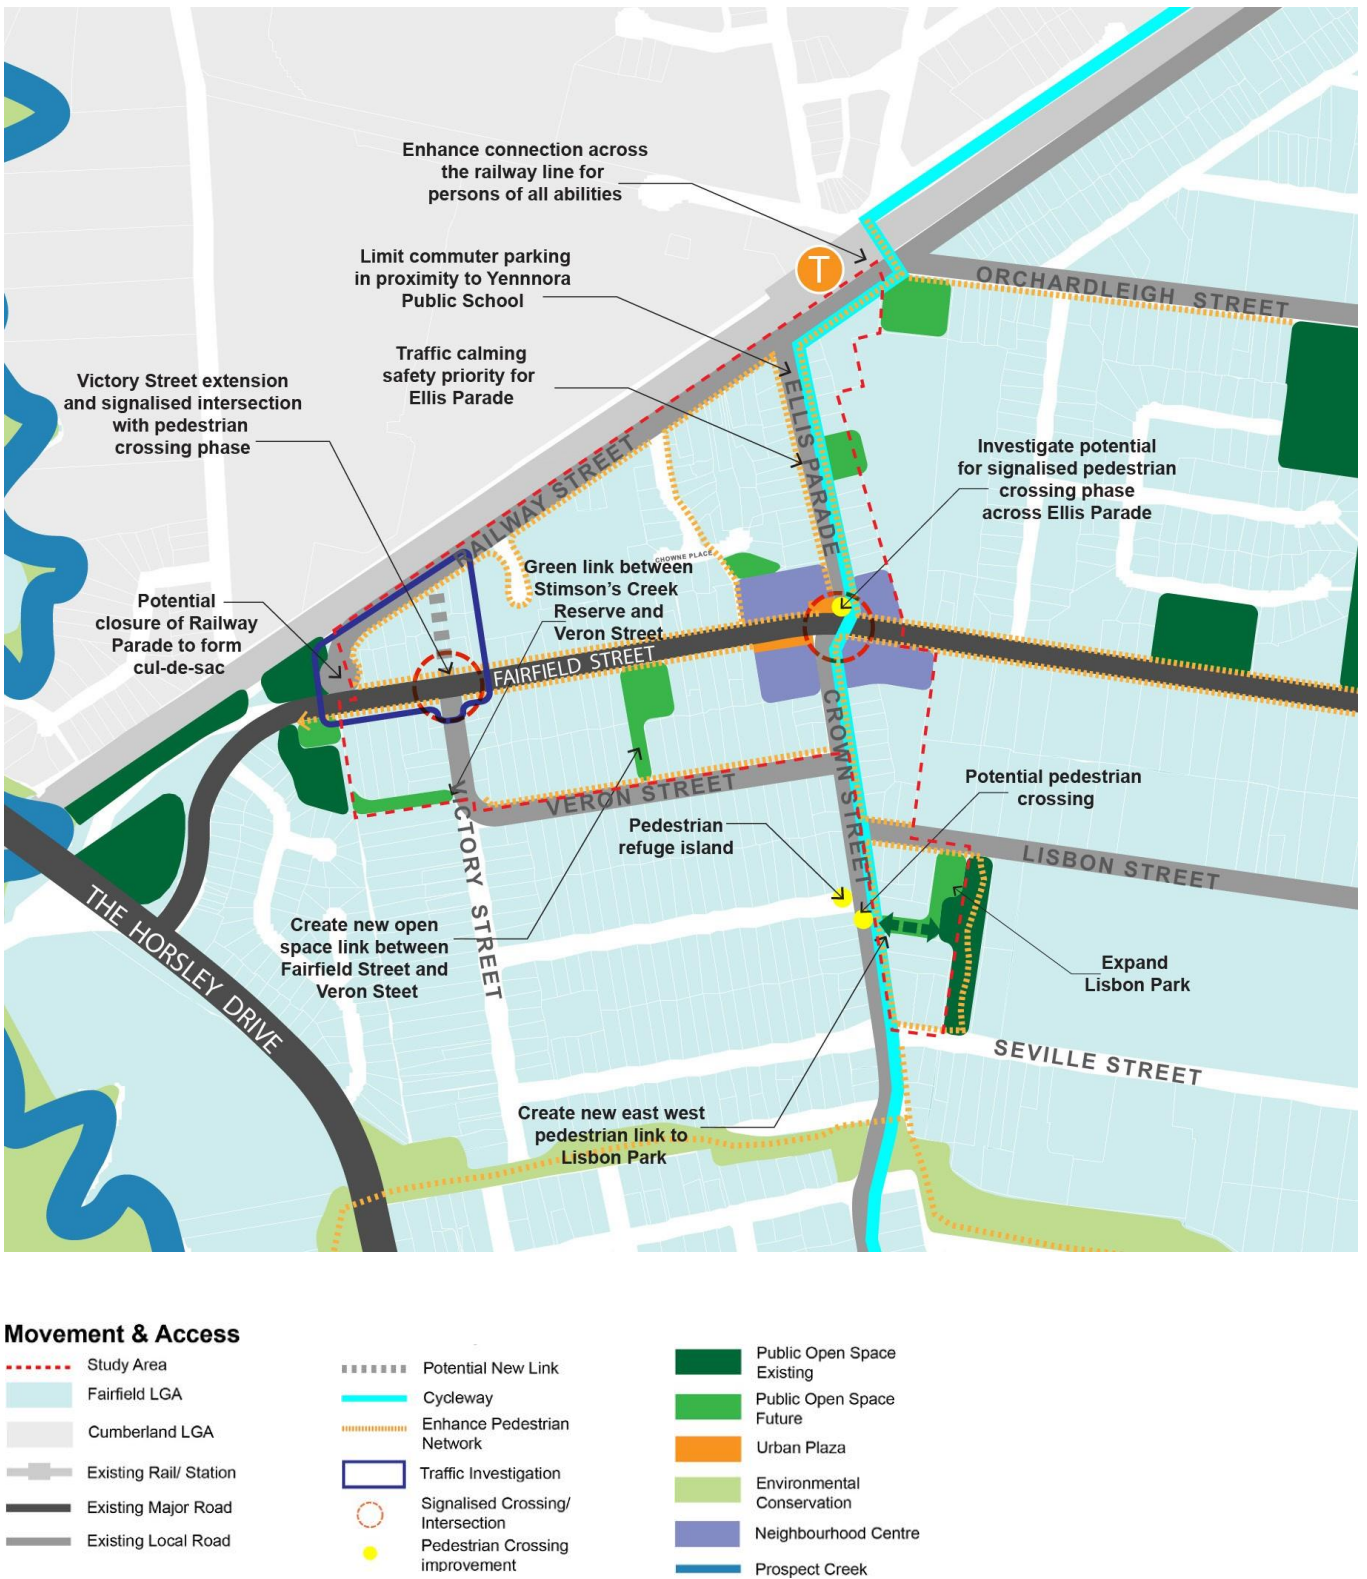 Enhance connection across
the railway line for
persons of all abilities
T
Limit commuter parking
in proximity to Yennnora
Public School
ORCHARDLEIGH STREET
Traffic calming
safety priority for
Ellis Parade
Victory Street extension
and signalised intersection
with pedestrian
crossing phase
ELLIS PARADE
RAILWAY STREET
Investigate potential
for signalised pedestrian
crossing phase
across Ellis Parade
CHOWNE PLACE
Green link between
Stimson's Creek
Reserve and
Veron Street
Potential
closure of Railway
Parade to form
cul-de-sac
FAIRFIELD STREET
CROWN STREET
VERON STREET
VICTORY STREET
Potential pedestrian
crossing
Pedestrian
refuge island
LISBON STREET
THE HORSLEY DRIVE
Create new open
space link between
Fairfield Street and
Veron Steet
Expand
Lisbon Park
SEVILLE STREET
Create new east west
pedestrian link to
Lisbon Park
Movement & Access
Study Area
Fairfield LGA
Cumberland LGA
Existing Rail/ Station
Existing Major Road
Existing Local Road
Potential New Link
Cycleway
Enhance Pedestrian
Network
Traffic Investigation
Signalised Crossing/
Intersection
Pedestrian Crossing
improvement
Public Open Space
Existing
Public Open Space
Future
Urban Plaza
Environmental
Conservation
Neighbourhood Centre
Prospect Creek